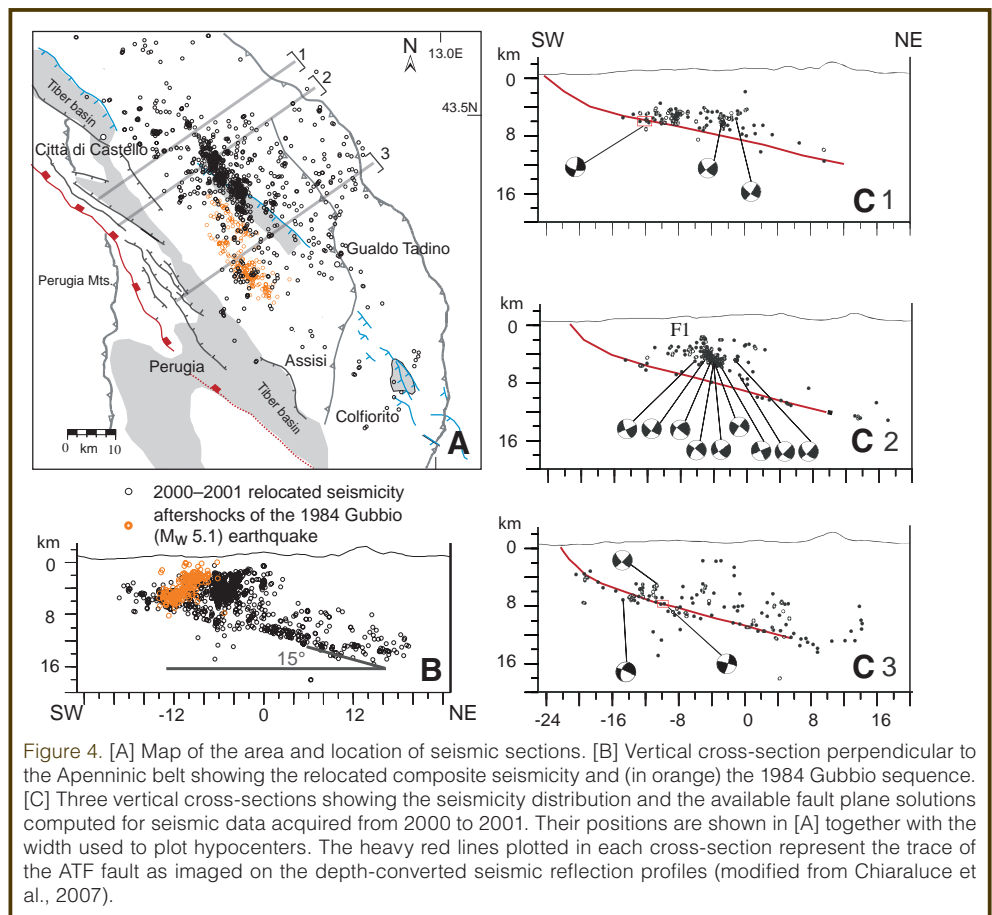 N
13.0E
43.5N
1
2
3
Tiber basin
Città di Castello
Gualdo Tadino
Perugia Mts.
Perugia
Assisi
Tiber basin
Colfiorito
0 km 10
A
2000–2001 relocated seismicity
aftershocks of the 1984 Gubbio
(MW 5.1) earthquake
km
0
8
16
15°
B
SW -12 0 12 NE
SW NE
km
0
8
16
C 1
km
0
8
16
F1
C 2
km
0
8
16
C 3
-24 -16 -8 0 8 16
Figure 4. [A] Map of the area and location of seismic sections. [B] Vertical cross-section perpendicular to
the Apenninic belt showing the relocated composite seismicity and (in orange) the 1984 Gubbio sequence.
[C] Three vertical cross-sections showing the seismicity distribution and the available fault plane solutions
computed for seismic data acquired from 2000 to 2001. Their positions are shown in [A] together with the
width used to plot hypocenters. The heavy red lines plotted in each cross-section represent the trace of
the ATF fault as imaged on the depth-converted seismic reflection profiles (modified from Chiaraluce et
al., 2007).